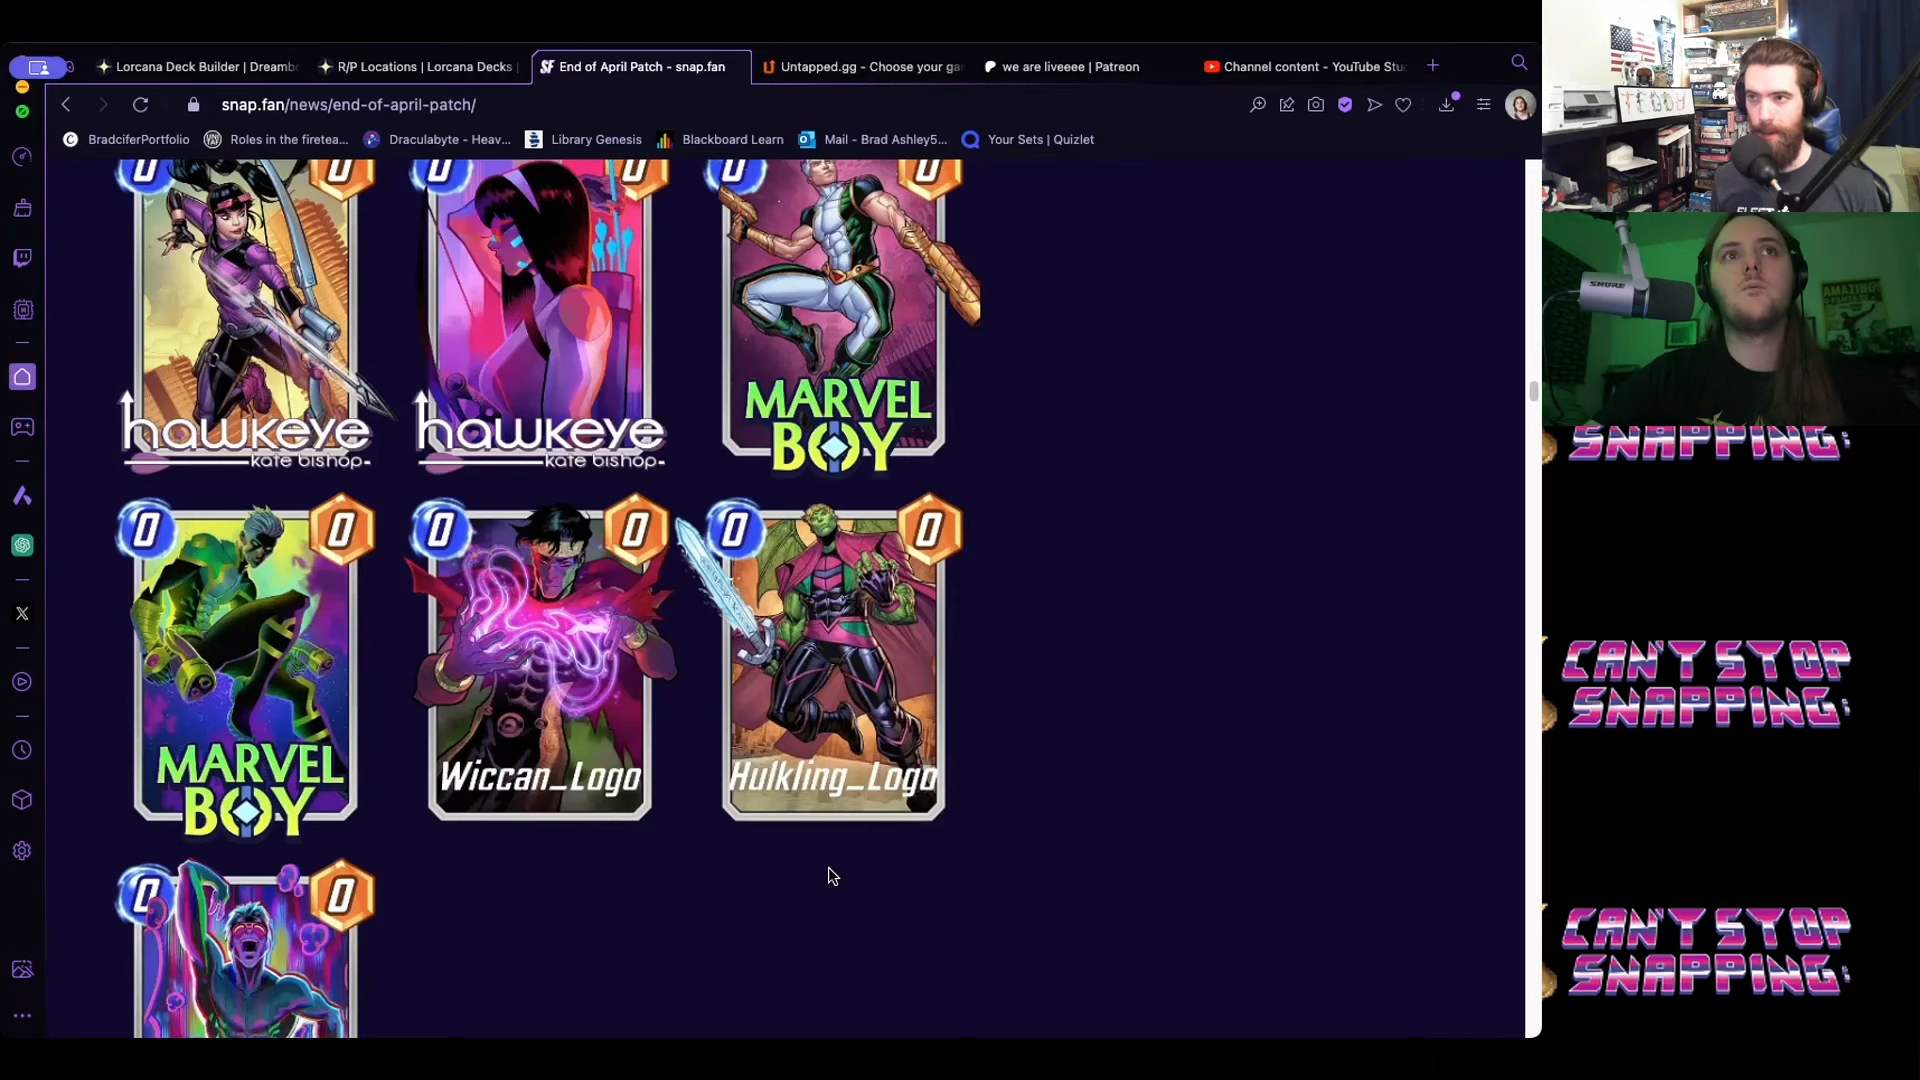 Lorcana Deck Builder | Dreamb
R/P Locations | Lorcana Decks |
SF End of April Patch - snap.fan
Untapped.gg - Choose your ga
we are liveeee | Patreon
Channel content - YouTube Stu
snap.fan/news/end-of-april-patch/
BradciferPortfolio
Roles in the firetea...
Draculabyte - Heav...
Library Genesis
Blackboard Learn
Mail - Brad Ashley5...
Your Sets | Quizlet
0 0 0 0 0 0
hawkeye
kate bishop
hawkeye
kate bishop
MARVEL
BOY
0 0 0 0 0 0
MARVEL
BOY
Wiccan_Logo
Hulkling_Logo
0 0
SHURE
AMAZING
SNAPPING:
CAN'T STOP
SNAPPING:
CAN'T STOP
SNAPPING: